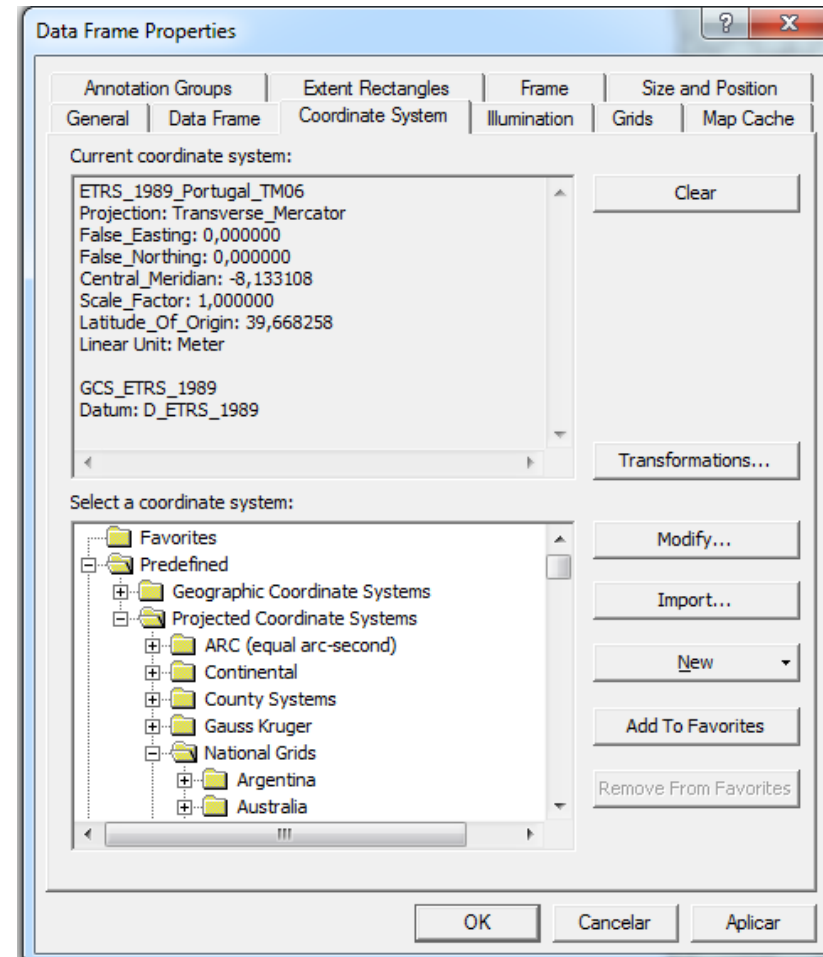 Data Frame Properties
?
X
Annotation Groups
Extent Rectangles
Frame
Size and Position
General
Data Frame
Coordinate System
Illumination
Grids
Map Cache
Current coordinate system:
ETRS_1989_Portugal_TM06
Projection: Transverse_Mercator
False_Easting: 0,000000
False_Northing: 0,000000
Central_Meridian: -8,133108
Scale_Factor: 1,000000
Latitude_Of_Origin: 39,668258
Linear Unit: Meter
GCS_ETRS_1989
Datum: D_ETRS_1989
Clear
Transformations...
Select a coordinate system:
Favorites
Predefined
Geographic Coordinate Systems
Projected Coordinate Systems
ARC (equal arc-second)
Continental
County Systems
Gauss Kruger
National Grids
Argentina
Australia
Modify...
Import...
New
Add To Favorites
Remove From Favorites
OK
Cancelar
Aplicar